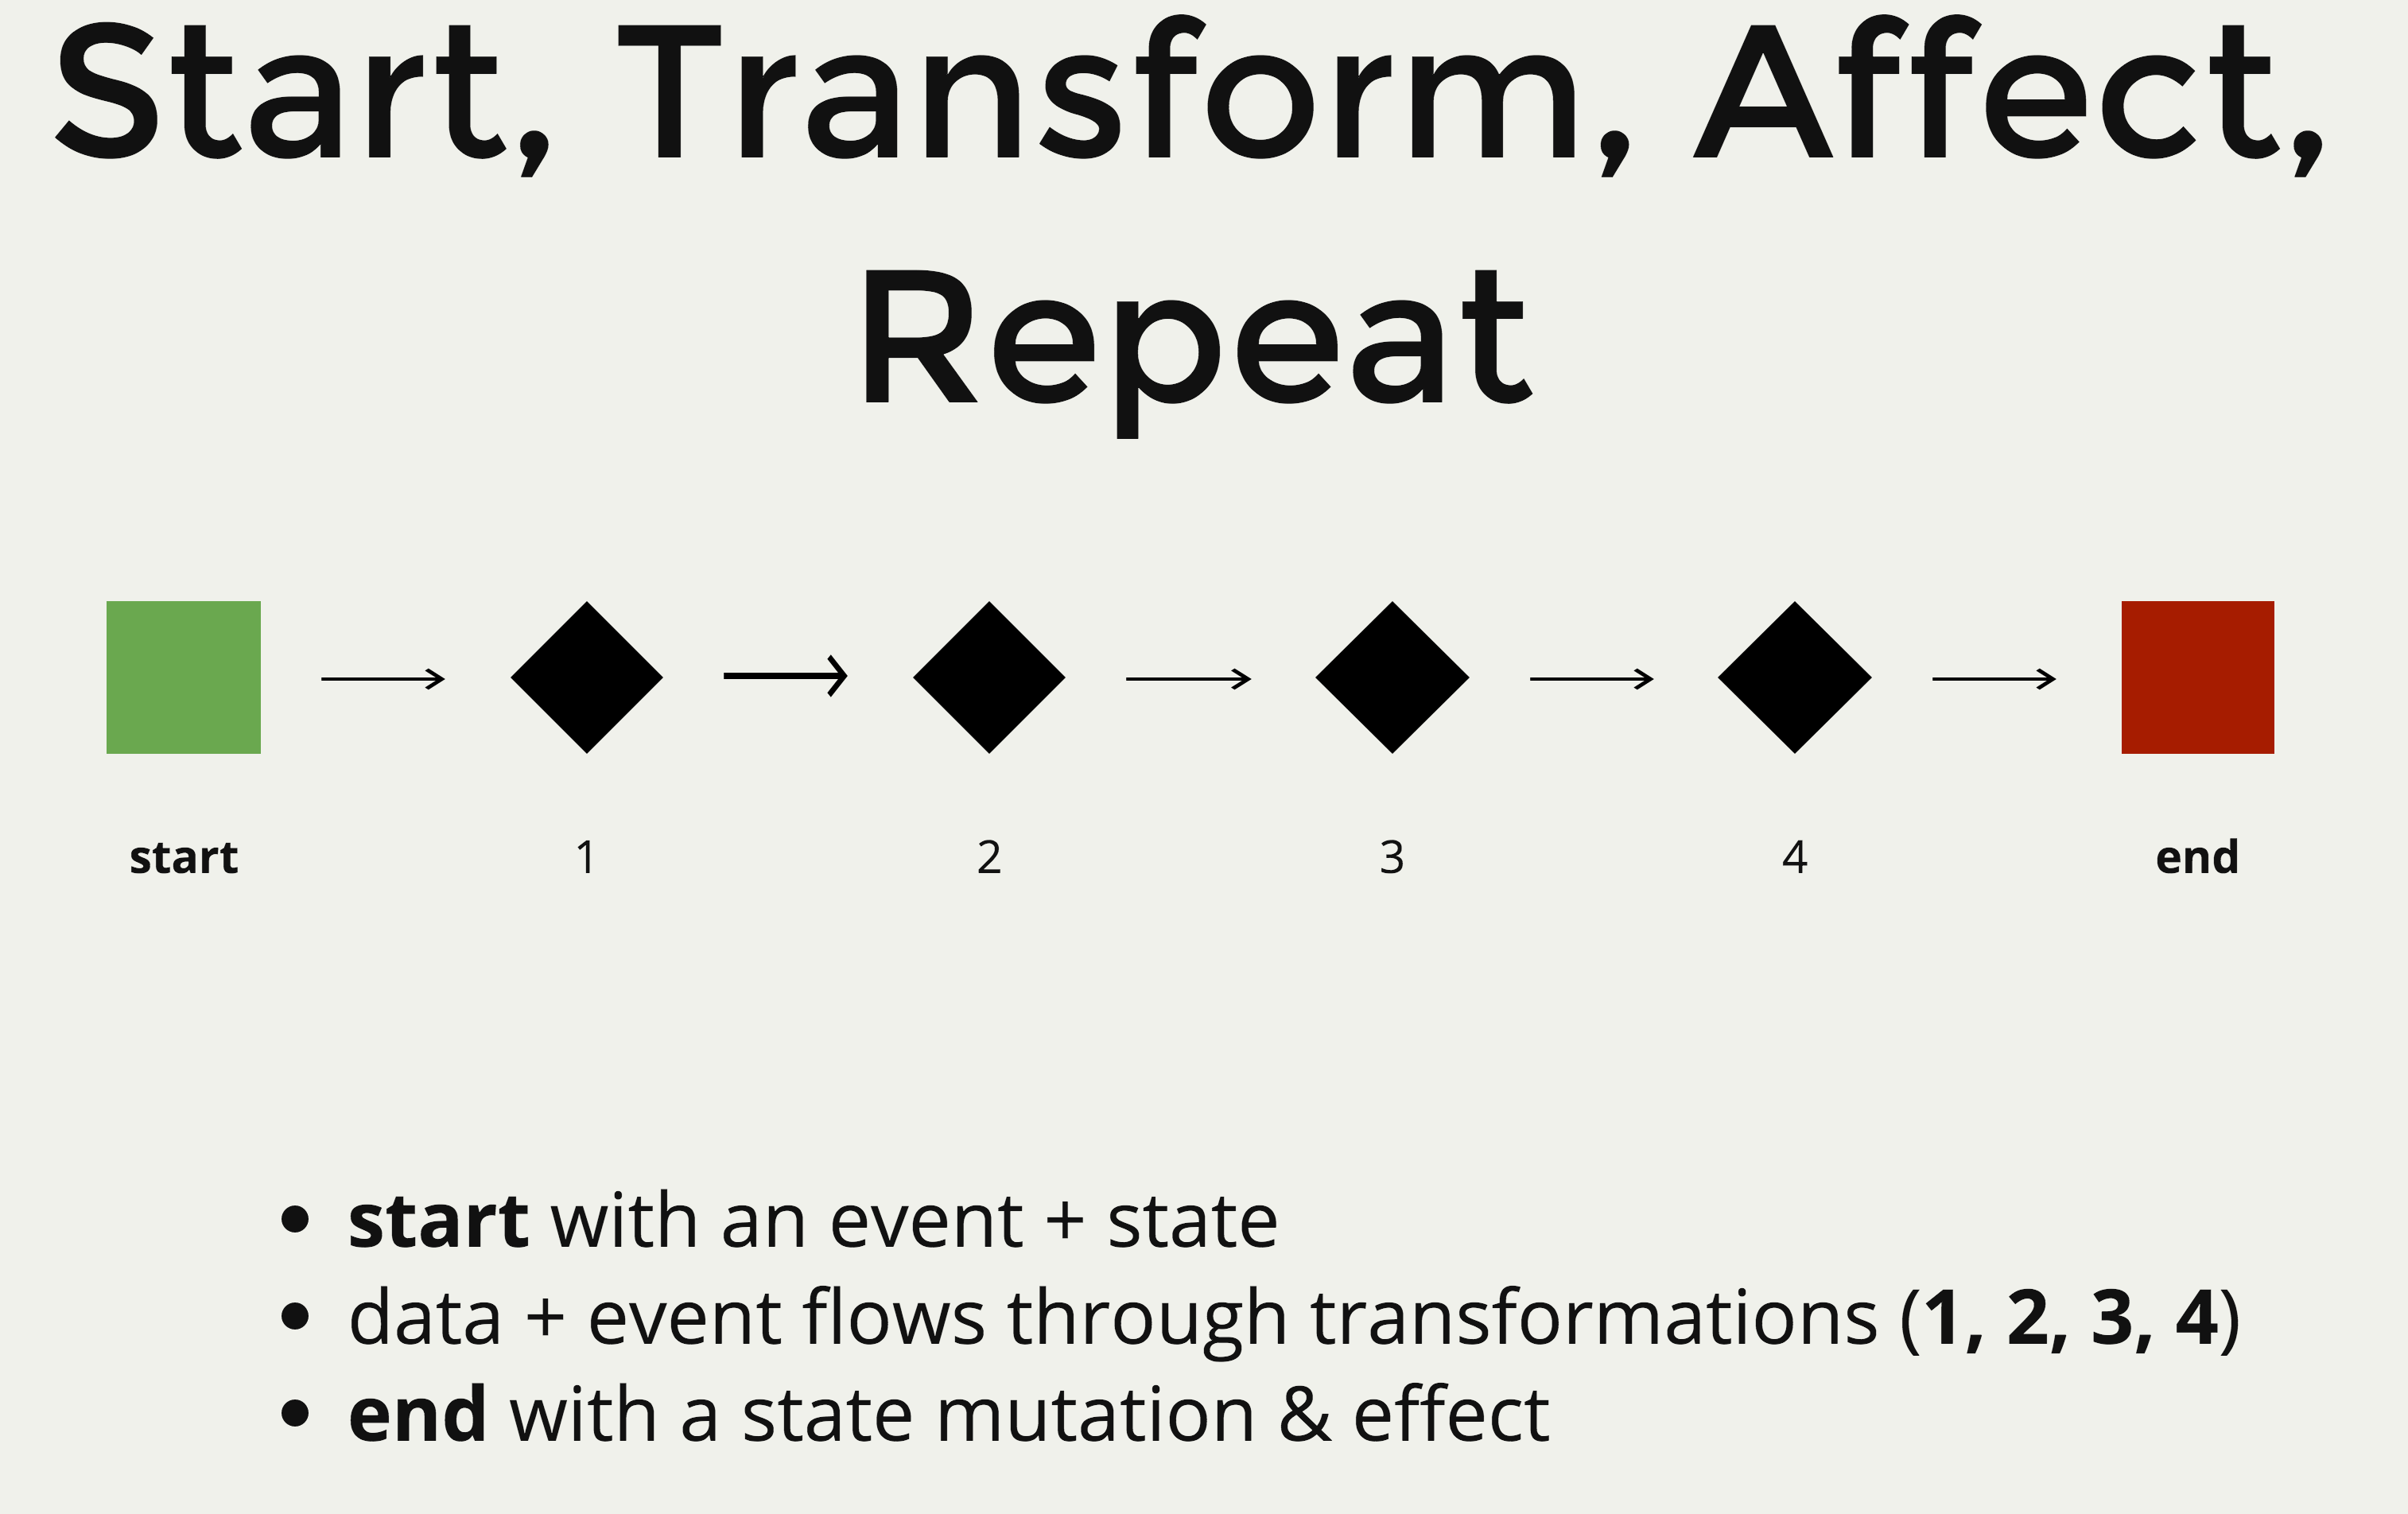 Start, Transform, Affect,
Repeat
start 1 2 3 4 end
• start with an event + state
• data + event flows through transformations (1, 2, 3, 4)
• end with a state mutation & effect